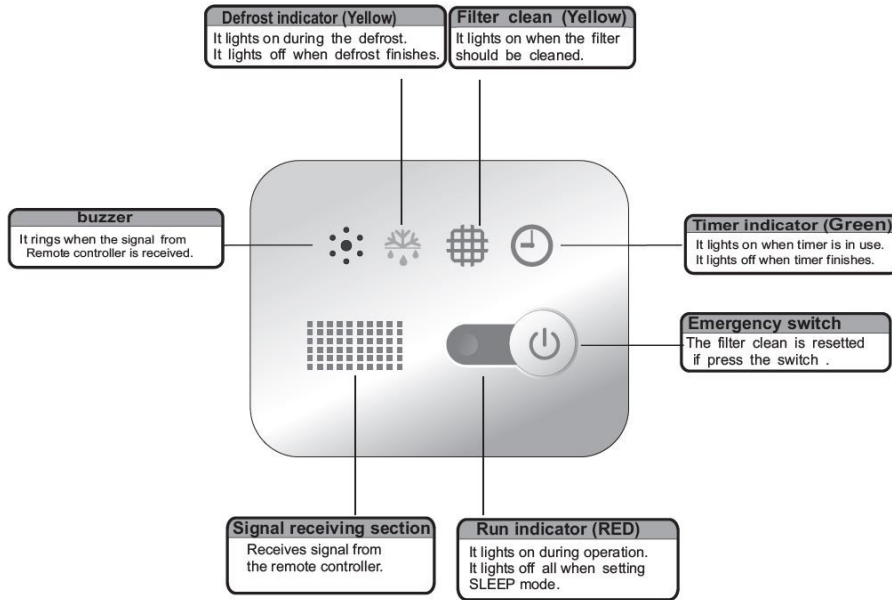 Defrost indicator (Yellow)
It lights on during the defrost.
It lights off when defrost finishes.
Filter clean (Yellow)
It lights on when the filter
should be cleaned.
buzzer
It rings when the signal from
Remote controller is received.
Timer indicator (Green)
It lights on when timer is in use.
It lights off when timer finishes.
Emergency switch
The filter clean is resetted
if press the switch .
Signal receiving section
Receives signal from
the remote controller.
Run indicator (RED)
It lights on during operation.
It lights off all when setting
SLEEP mode.